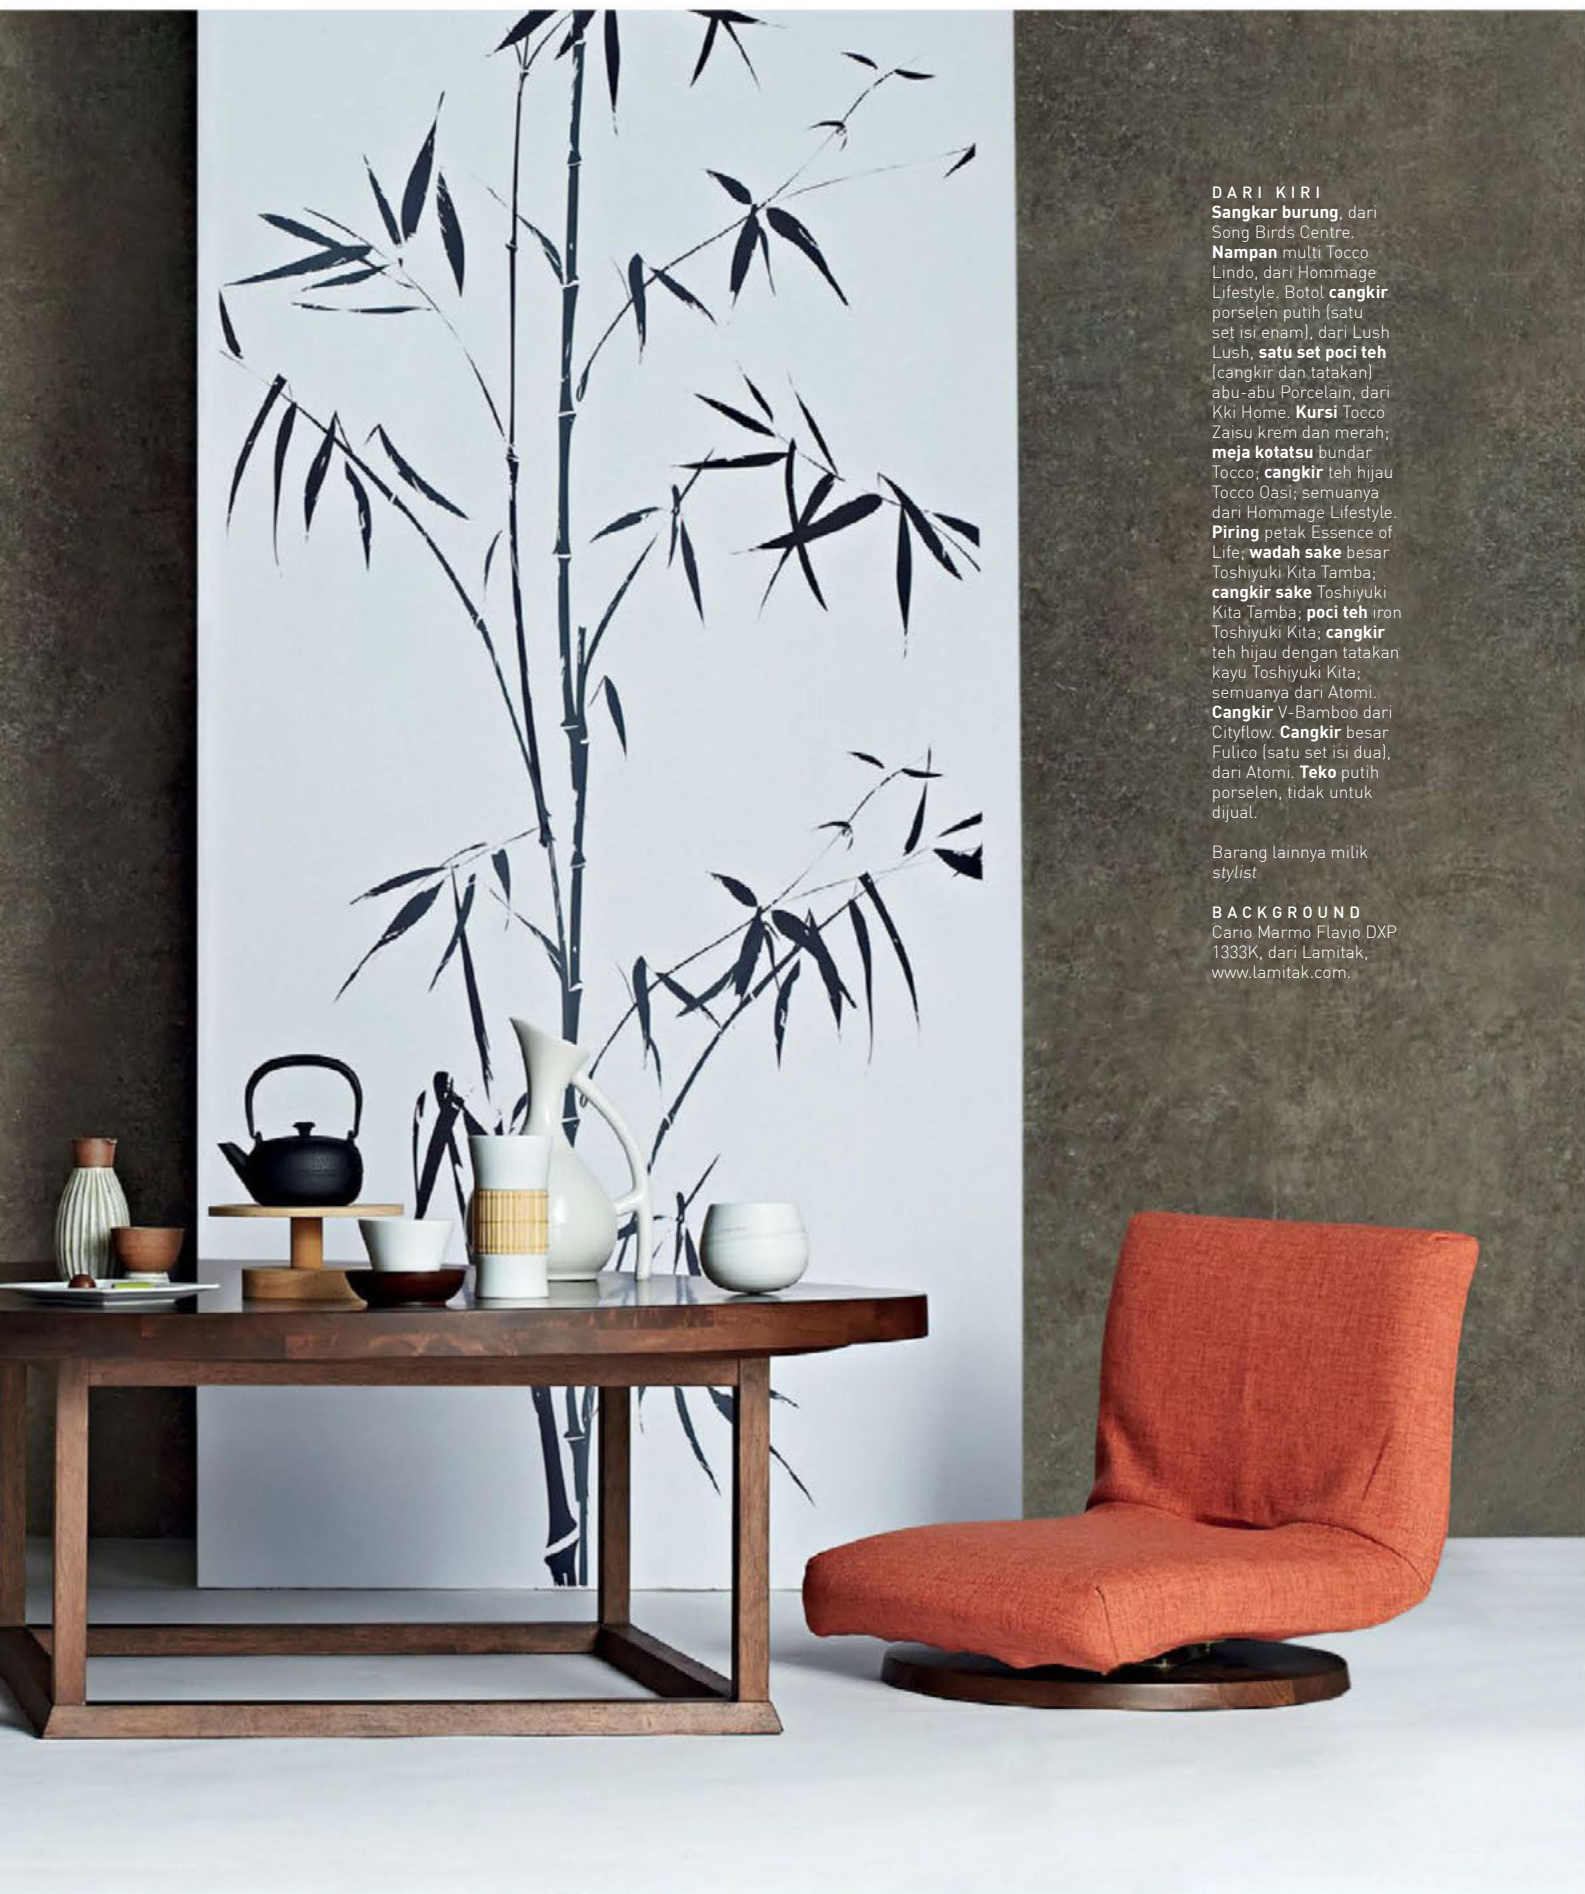 DARI KIRI
Sangkar burung, dari
Song Birds Centre.
Nampan multi Tocco
Lindo, dari Hommage
Lifestyle. Botol cangkir
porselen putih (satu
set isi enam), dari Lush
Lush, satu set poci teh
(cangkir dan tatakan)
abu-abu Porcelain, dari
Kki Home. Kursi Tocco
Zaisu krem dan merah;
meja kotatsu bundar
Tocco; cangkir teh hijau
Tocco Oasi; semuanya
dari Hommage Lifestyle.
Piring petak Essence of
Life; wadah sake besar
Toshiyuki Kita Tamba;
cangkir sake Toshiyuki
Kita Tamba; poci teh iron
Toshiyuki Kita; cangkir
teh hijau dengan tatakan
kayu Toshiyuki Kita;
semuanya dari Atomi.
Cangkir V-Bamboo dari
Cityflow. Cangkir besar
Fulico (satu set isi dua),
dari Atomi. Teko putih
porselen, tidak untuk
dijual.
Barang lainnya milik
stylist
BACKGROUND
Cario Marmo Flavio DXP
1333K, dari Lamitak,
www.lamitak.com.